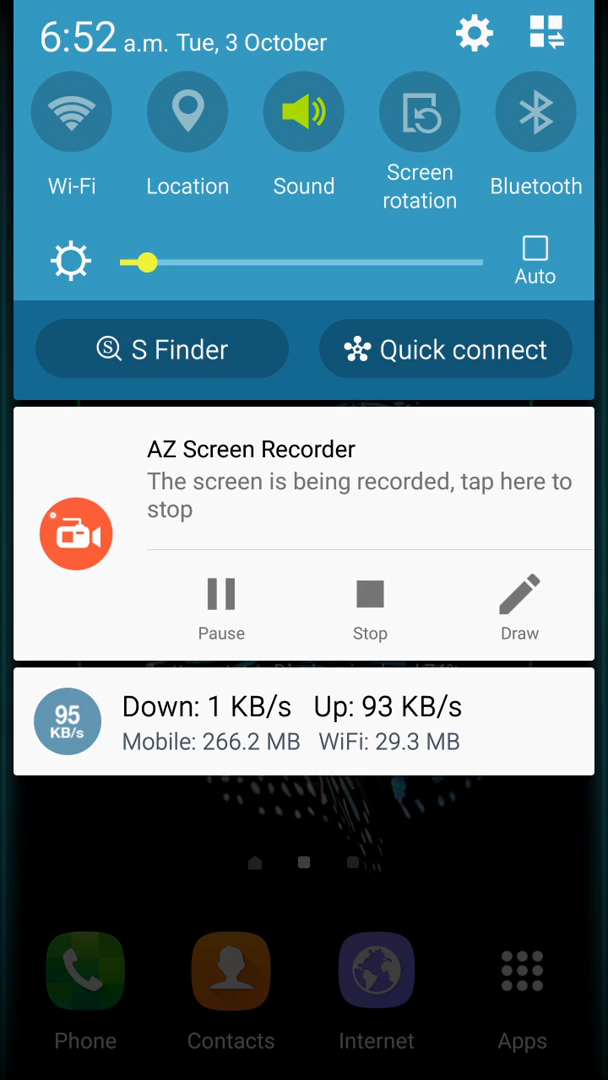 6:52 a.m. Tue, 3 October
Wi-Fi
Location
Sound
Screen
rotation
Bluetooth
Auto
S Finder
Quick connect
AZ Screen Recorder
The screen is being recorded, tap here to
stop
Pause
Stop
Draw
95
KB/s
Down: 1 KB/s Up: 93 KB/s
Mobile: 266.2 MB WiFi: 29.3 MB
Phone
Contacts
Internet
Apps